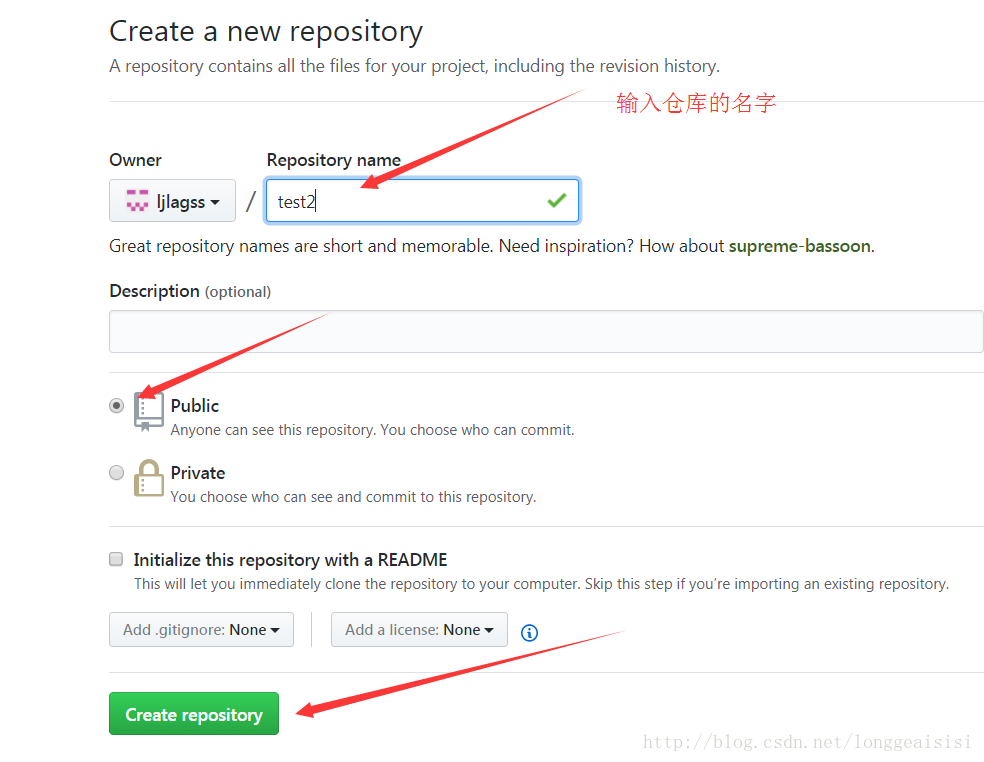 Create a new repository
A repository contains all the files for your project, including the revision history.
输入仓库的名字
Owner
Repository name
ljlagss
/
test2
Great repository names are short and memorable. Need inspiration? How about supreme-bassoon.
Description (optional)
Public
Anyone can see this repository. You choose who can commit.
Private
You choose who can see and commit to this repository.
Initialize this repository with a README
This will let you immediately clone the repository to your computer. Skip this step if you’re importing an existing repository.
Add .gitignore: None
Add a license: None
Create repository
http://blog.csdn.net/longgeaisisi